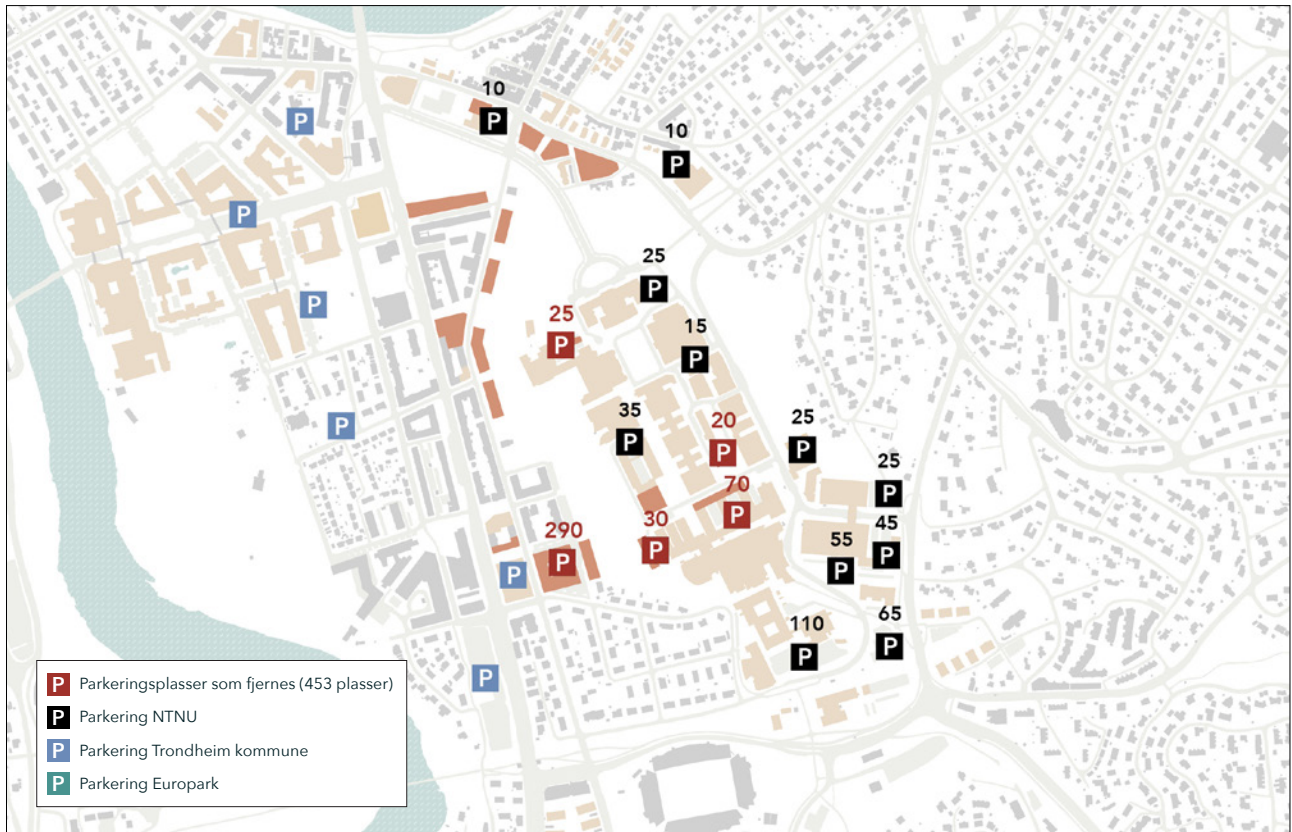 10
P
P
10
P
P
25
P
P
25
P
15
P
35
P
20
P
25
P
P
25
P
70
P
30
P
290
P
P
55
P
45
P
110
P
65
P
P
P Parkeringsplasser som fjernes (453 plasser)
P Parkering NTNU
P Parkering Trondheim kommune
P Parkering Europark